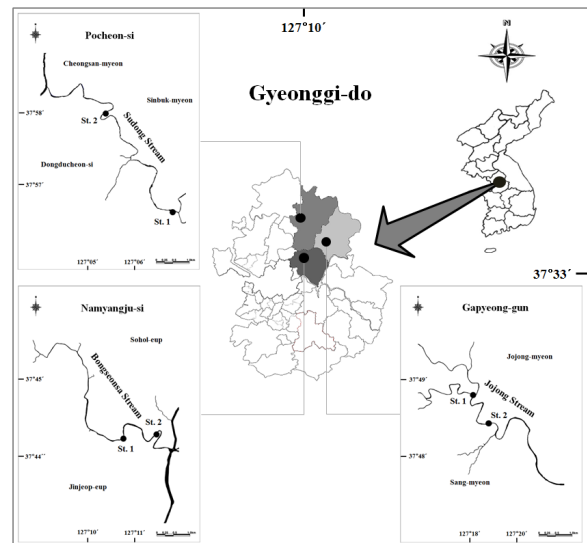 Pocheon-si
Cheongsan-myeon
Sinbuk-myeon
37°58´
St. 2
Sudong Stream
Dongducheon-si
37°57´
St. 1
127°05´ 127°06´
127°10´
Gyeonggi-do
N
37°33´
Namyangju-si
Sohol-eup
37°45´
Bongseonsa Stream
St. 2
St. 1
37°44´
Jinjeop-eup
127°10´ 127°11´
Gapyeong-gun
Jojong-myeon
37°49´
Jojong Stream
St. 1
St. 2
37°48´
Sang-myeon
127°18´ 127°20´